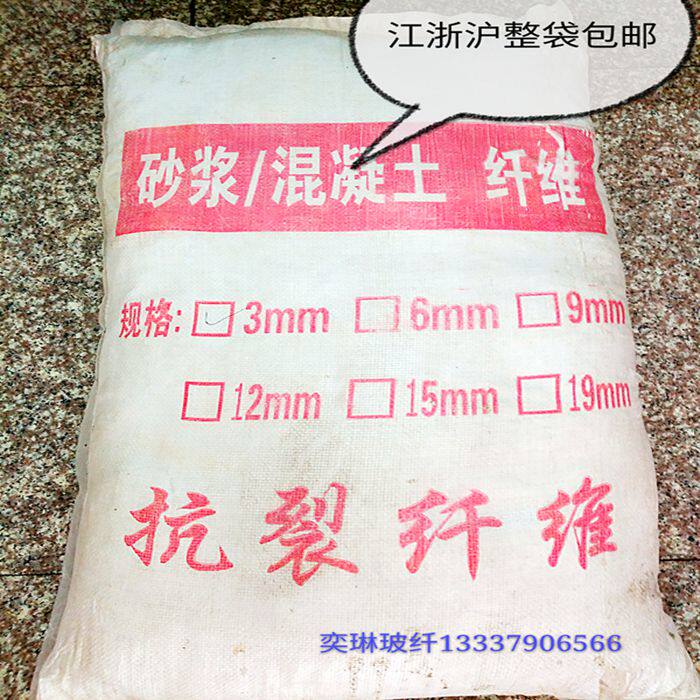 江浙沪整袋包邮
砂浆/混凝土 纤维
规格: 3mm 6mm 9mm
12mm 15mm 19mm
抗裂纤维
奕琳玻纤13337906566